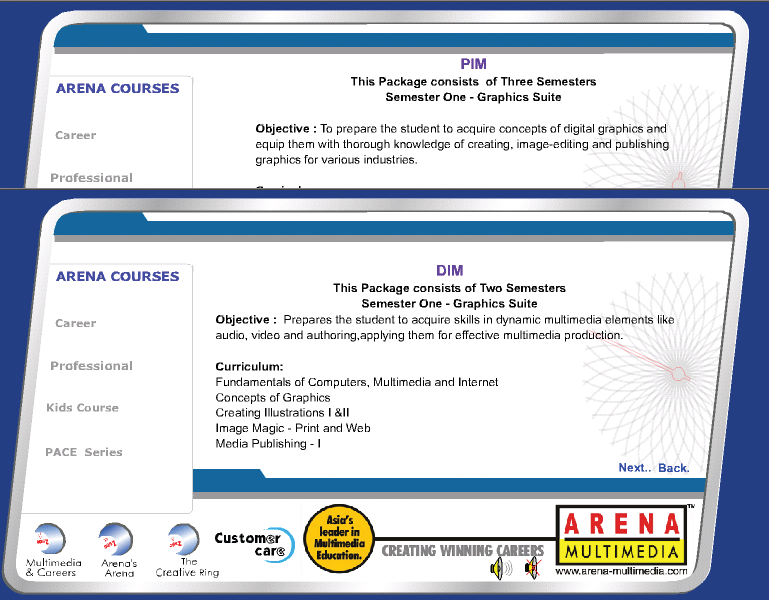 PIM
This Package consists of Three Semesters
Semester One - Graphics Suite
ARENA COURSES
Career
Professional
Objective : To prepare the student to acquire concepts of digital graphics and
equip them with thorough knowledge of creating, image-editing and publishing
graphics for various industries.
DIM
This Package consists of Two Semesters
Semester One - Graphics Suite
ARENA COURSES
Career
Professional
Kids Course
PACE Series
Objective : Prepares the student to acquire skills in dynamic multimedia elements like
audio, video and authoring,applying them for effective multimedia production.
Curriculum:
Fundamentals of Computers, Multimedia and Internet
Concepts of Graphics
Creating Illustrations I &II
Image Magic - Print and Web
Media Publishing - I
Next.. Back.
Multimedia
& Careers
Arena's
Arena
The
Creative Ring
Customer
care
Asia's
leader in
Multimedia
Education.
CREATING WINNING CAREERS
ARENA
TM
MULTIMEDIA
www.arena-multimedia.com